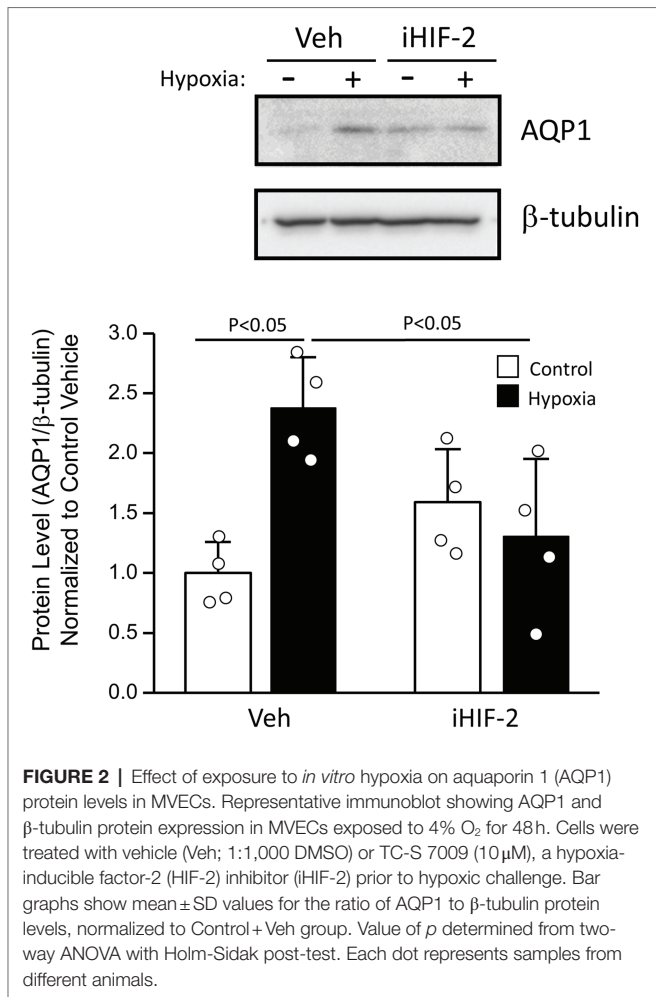 Veh iHIF-2
Hypoxia: – + – +
AQP1
β-tubulin
Protein Level (AQP1/β-tubulin)
Normalized to Control Vehicle
3.0
2.5
2.0
1.5
1.0
0.5
0.0
P<0.05 P<0.05
Control
Hypoxia
Veh iHIF-2
FIGURE 2 | Effect of exposure to in vitro hypoxia on aquaporin 1 (AQP1)
protein levels in MVECs. Representative immunoblot showing AQP1 and
β-tubulin protein expression in MVECs exposed to 4% O₂ for 48h. Cells were
treated with vehicle (Veh; 1:1,000 DMSO) or TC-S 7009 (10μM), a hypoxia-
inducible factor-2 (HIF-2) inhibitor (iHIF-2) prior to hypoxic challenge. Bar
graphs show mean±SD values for the ratio of AQP1 to β-tubulin protein
levels, normalized to Control+Veh group. Value of p determined from two-
way ANOVA with Holm-Sidak post-test. Each dot represents samples from
different animals.